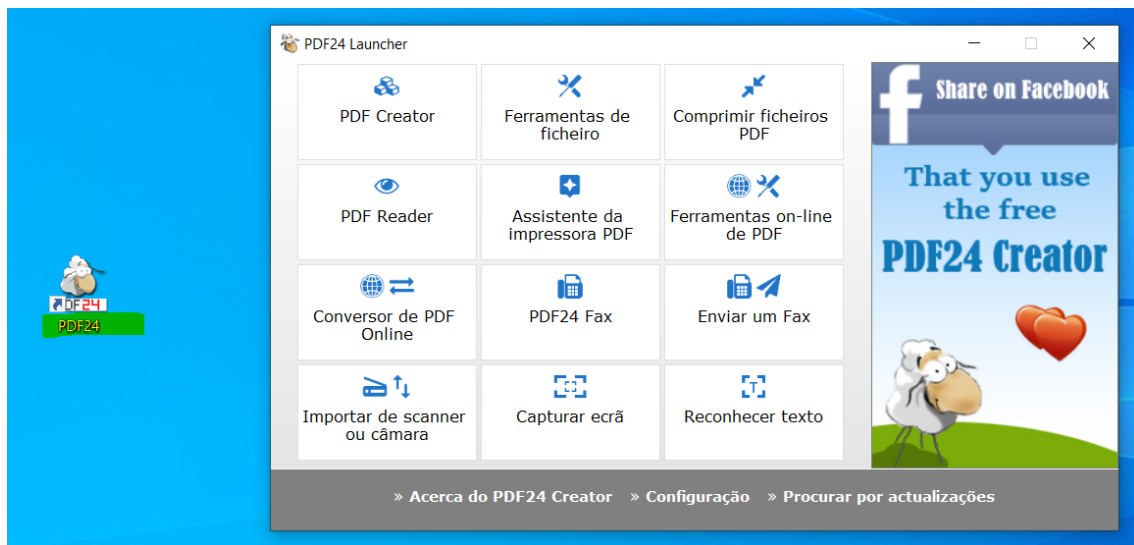 PDF24 Launcher
PDF Creator
Ferramentas de
ficheiro
Comprimir ficheiros
PDF
PDF Reader
Assistente da
impressora PDF
Ferramentas on-line
de PDF
Conversor de PDF
Online
PDF24 Fax
Enviar um Fax
Importar de scanner
ou câmara
Capturar ecrã
T
Reconhecer texto
f Share on Facebook
That you use
the free
PDF24 Creator
» Acerca do PDF24 Creator » Configuração » Procurar por actualizações
DF24
PDF24